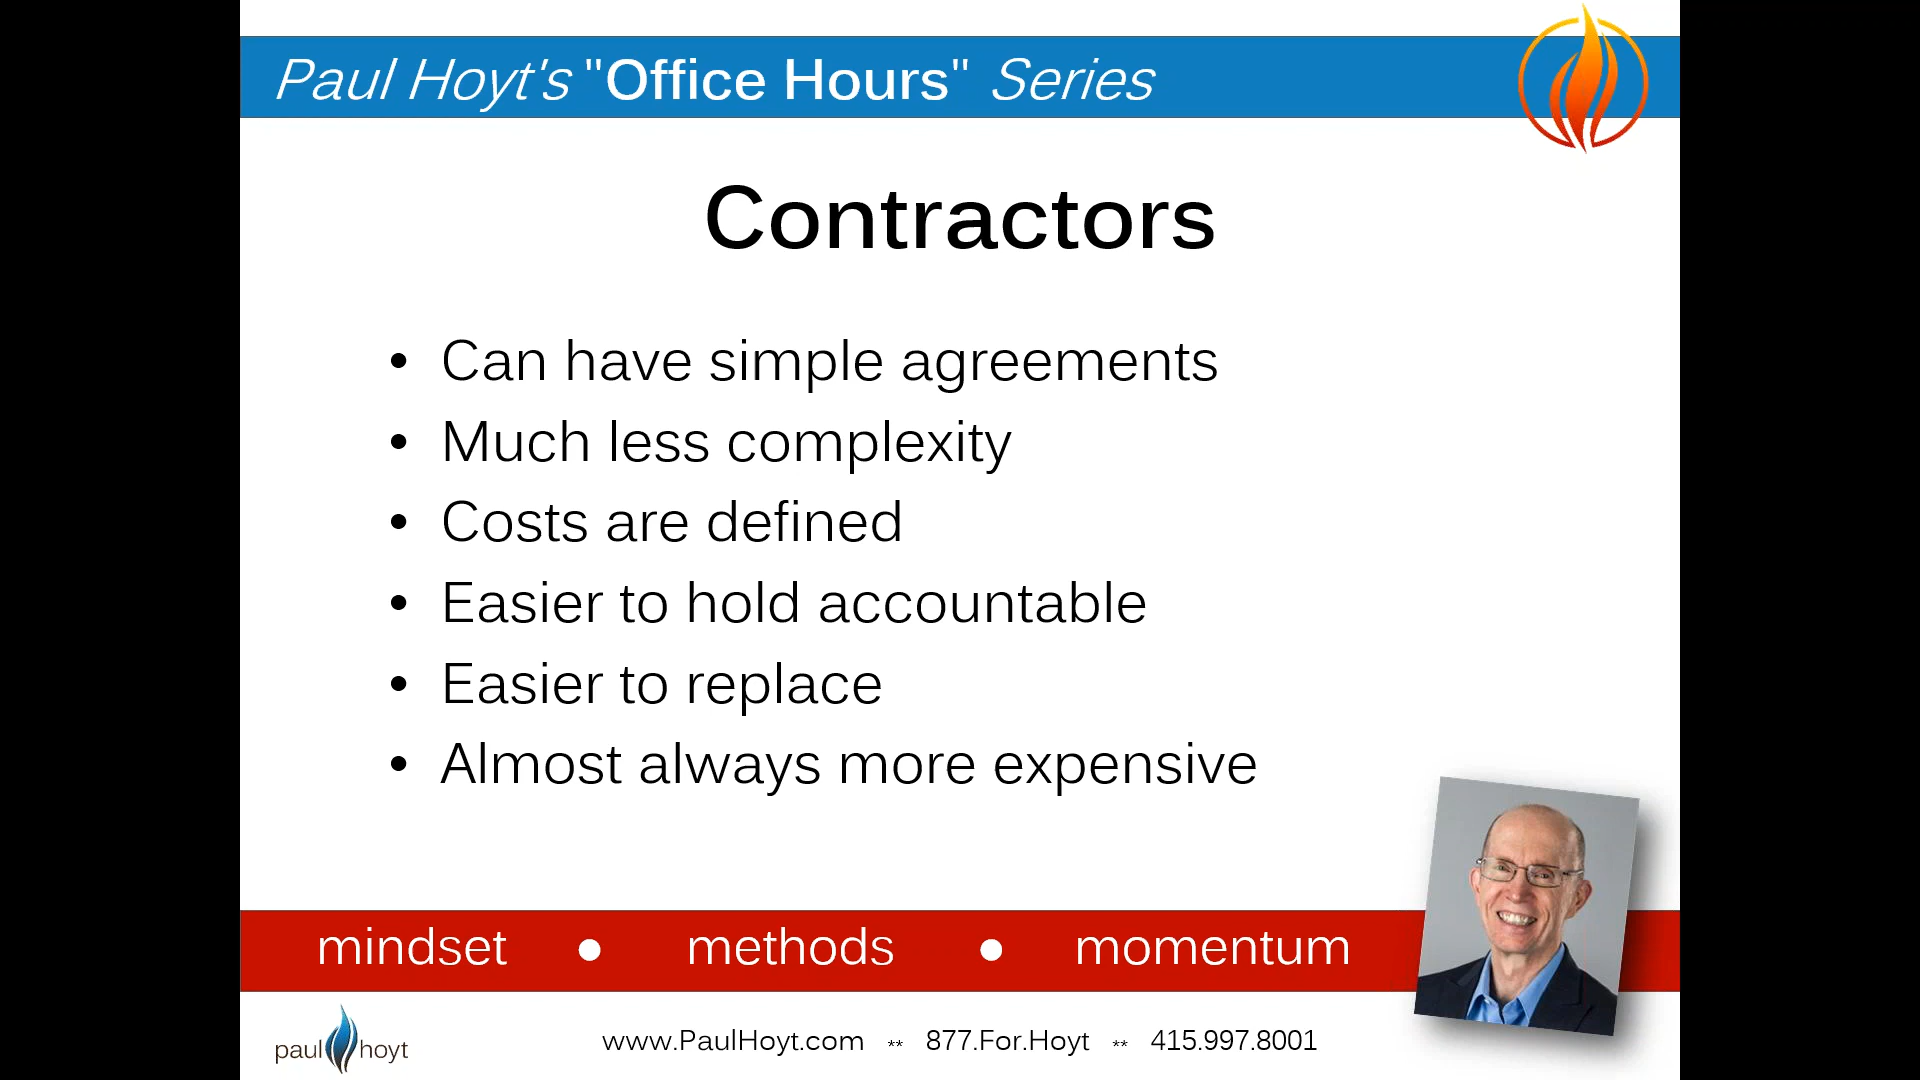 Paul Hoyt's "Office Hours" Series
Contractors
• Can have simple agreements
• Much less complexity
• Costs are defined
• Easier to hold accountable
• Easier to replace
• Almost always more expensive
mindset • methods • momentum
paul hoyt
www.PaulHoyt.com ** 877.For.Hoyt ** 415.997.8001